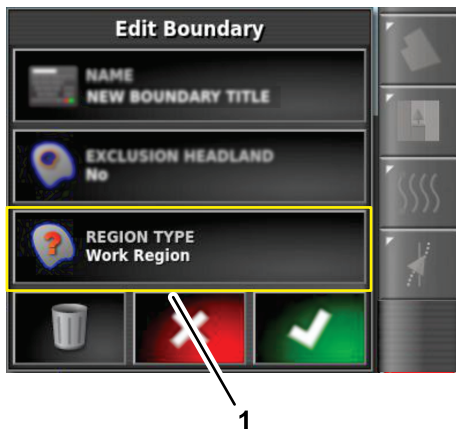 Edit Boundary
NAME
NEW BOUNDARY TITLE
EXCLUSION HEADLAND
No
REGION TYPE
Work Region
1